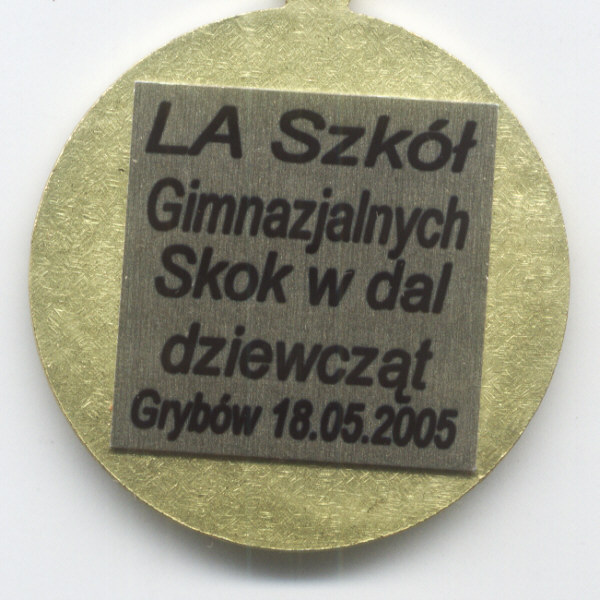 LA Szkół
Gimnazjalnych
Skok w dal
dziewcząt
Grybów 18.05.2005